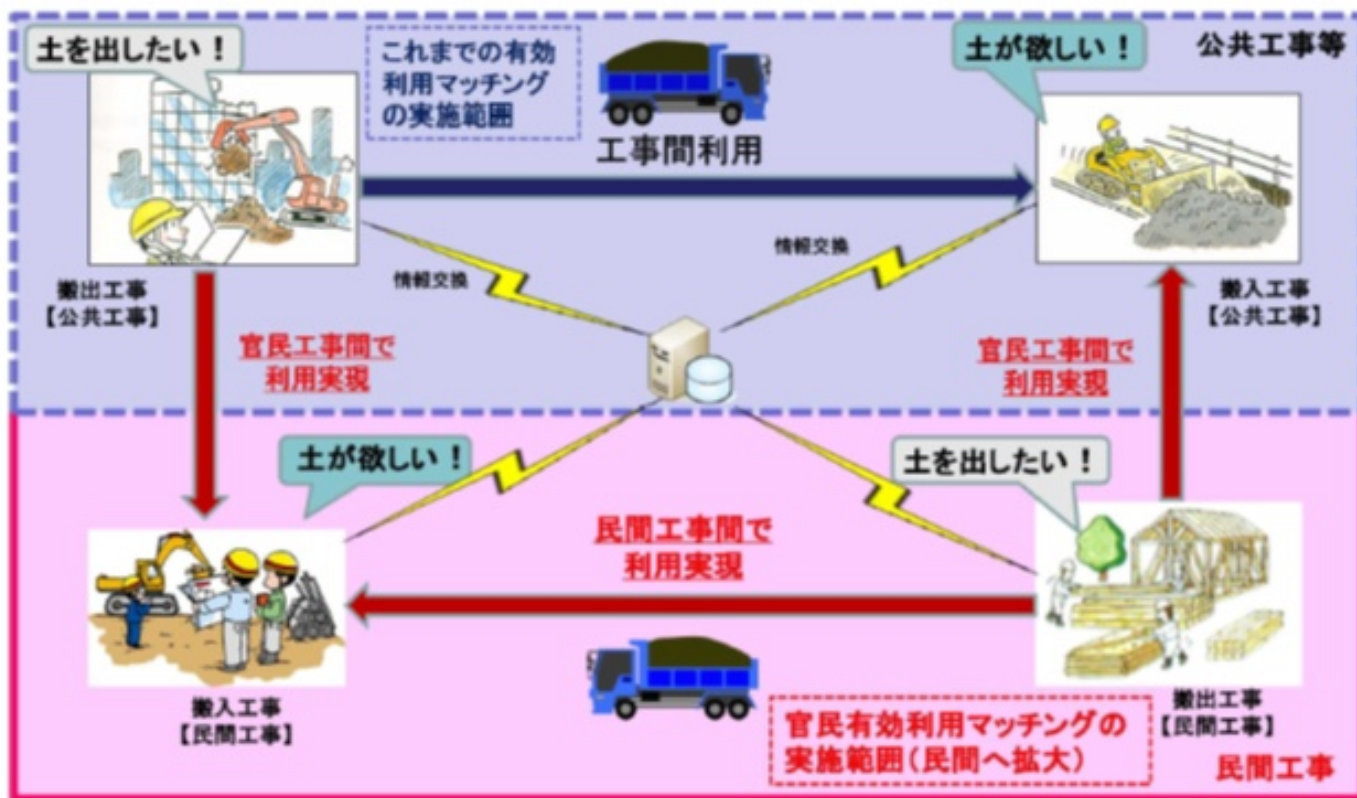 土を出したい！
これまでの有効
利用マッチング
の実施範囲
工事間利用
土が欲しい！
公共工事等
搬出工事
【公共工事】
情報交換
情報交換
搬入工事
【公共工事】
官民工事間で
利用実現
官民工事間で
利用実現
土が欲しい！
土を出したい！
民間工事間で
利用実現
搬入工事
【民間工事】
搬出工事
【民間工事】
官民有効利用マッチングの
実施範囲（民間へ拡大）
民間工事